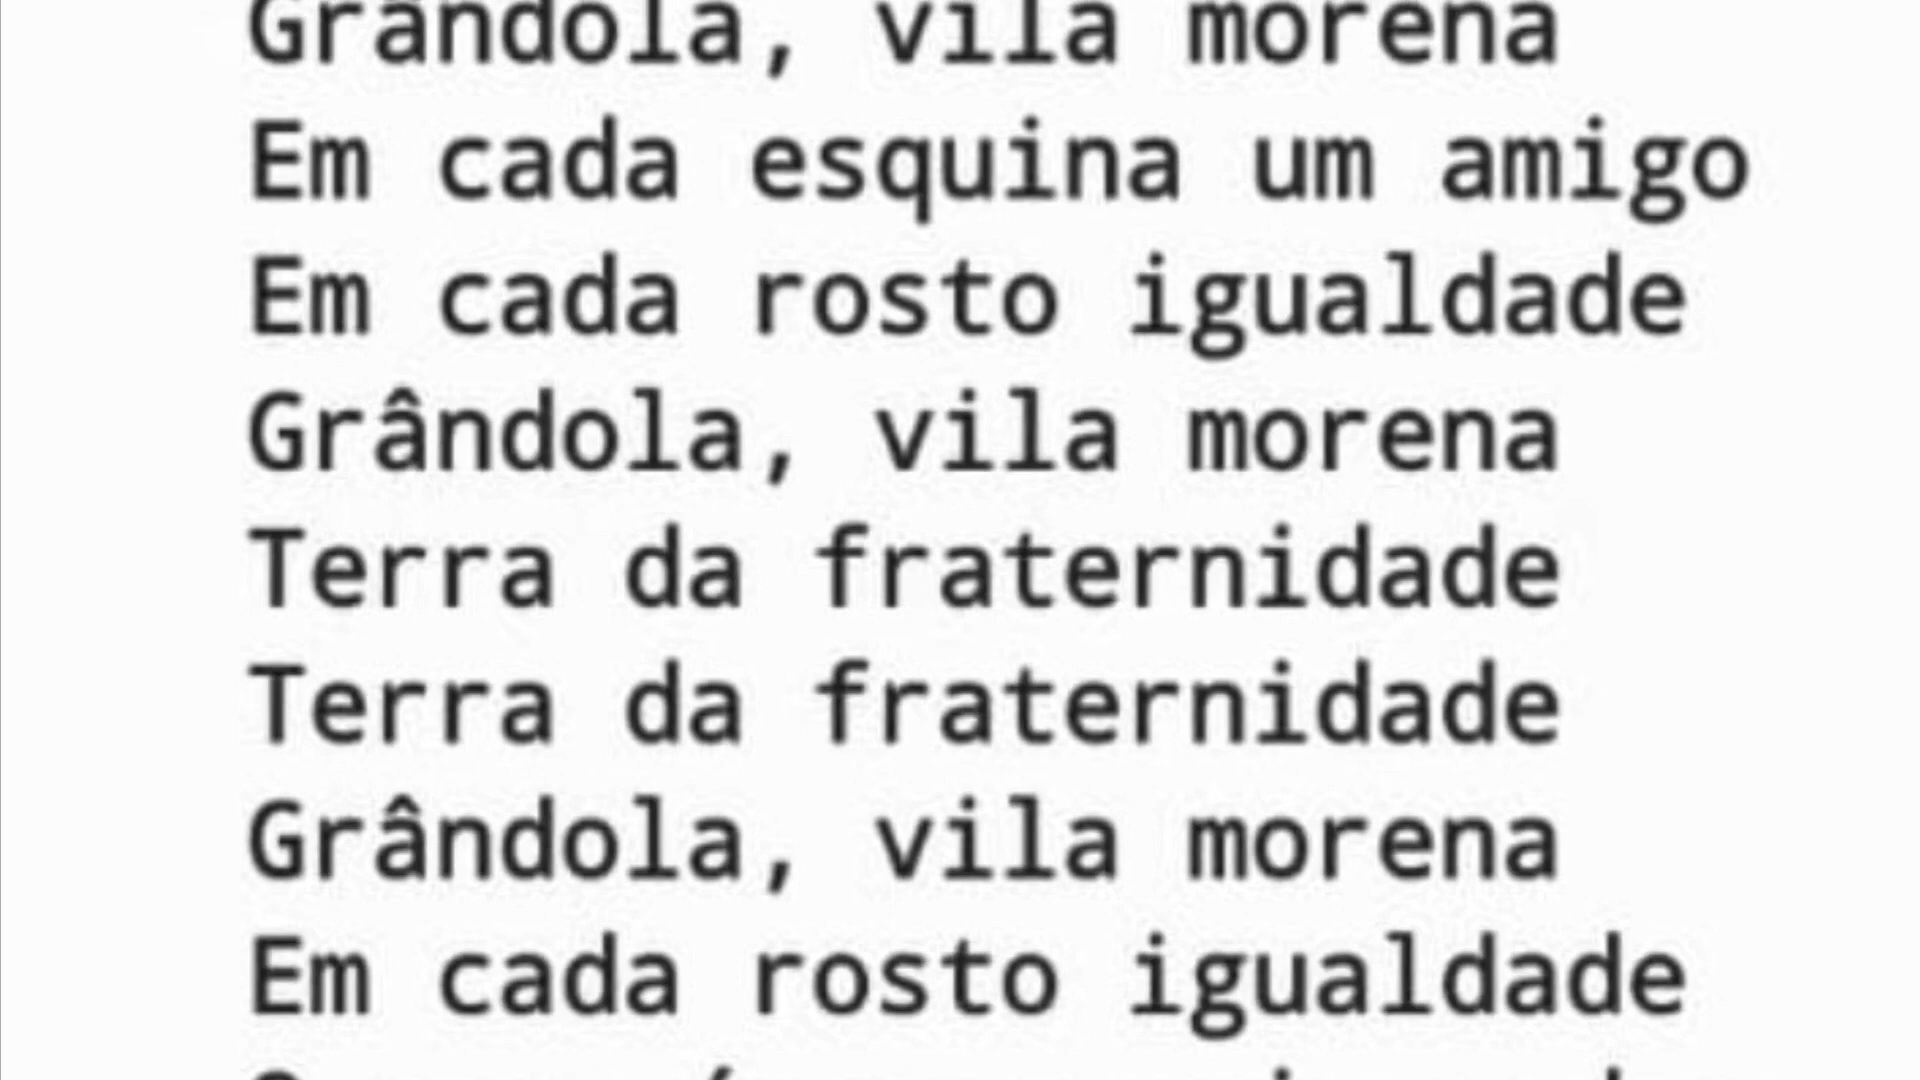 Grândola, vila morena
Em cada esquina um amigo
Em cada rosto igualdade
Grândola, vila morena
Terra da fraternidade
Terra da fraternidade
Grândola, vila morena
Em cada rosto igualdade